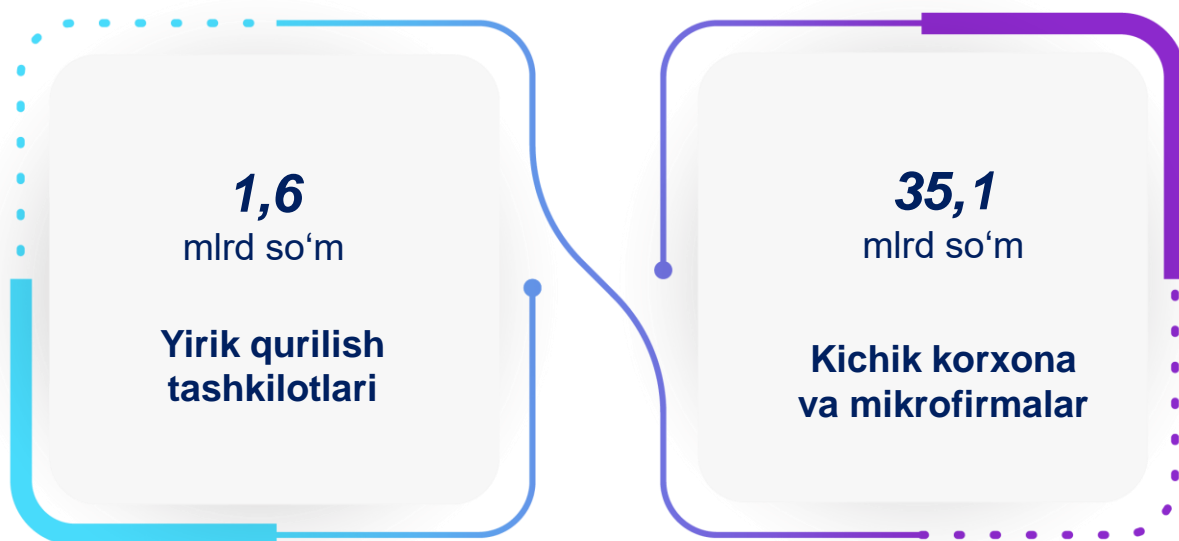 1,6
mlrd so‘m
Yirik qurilish
tashkilotlari
35,1
mlrd so‘m
Kichik korxona
va mikrofirmalar